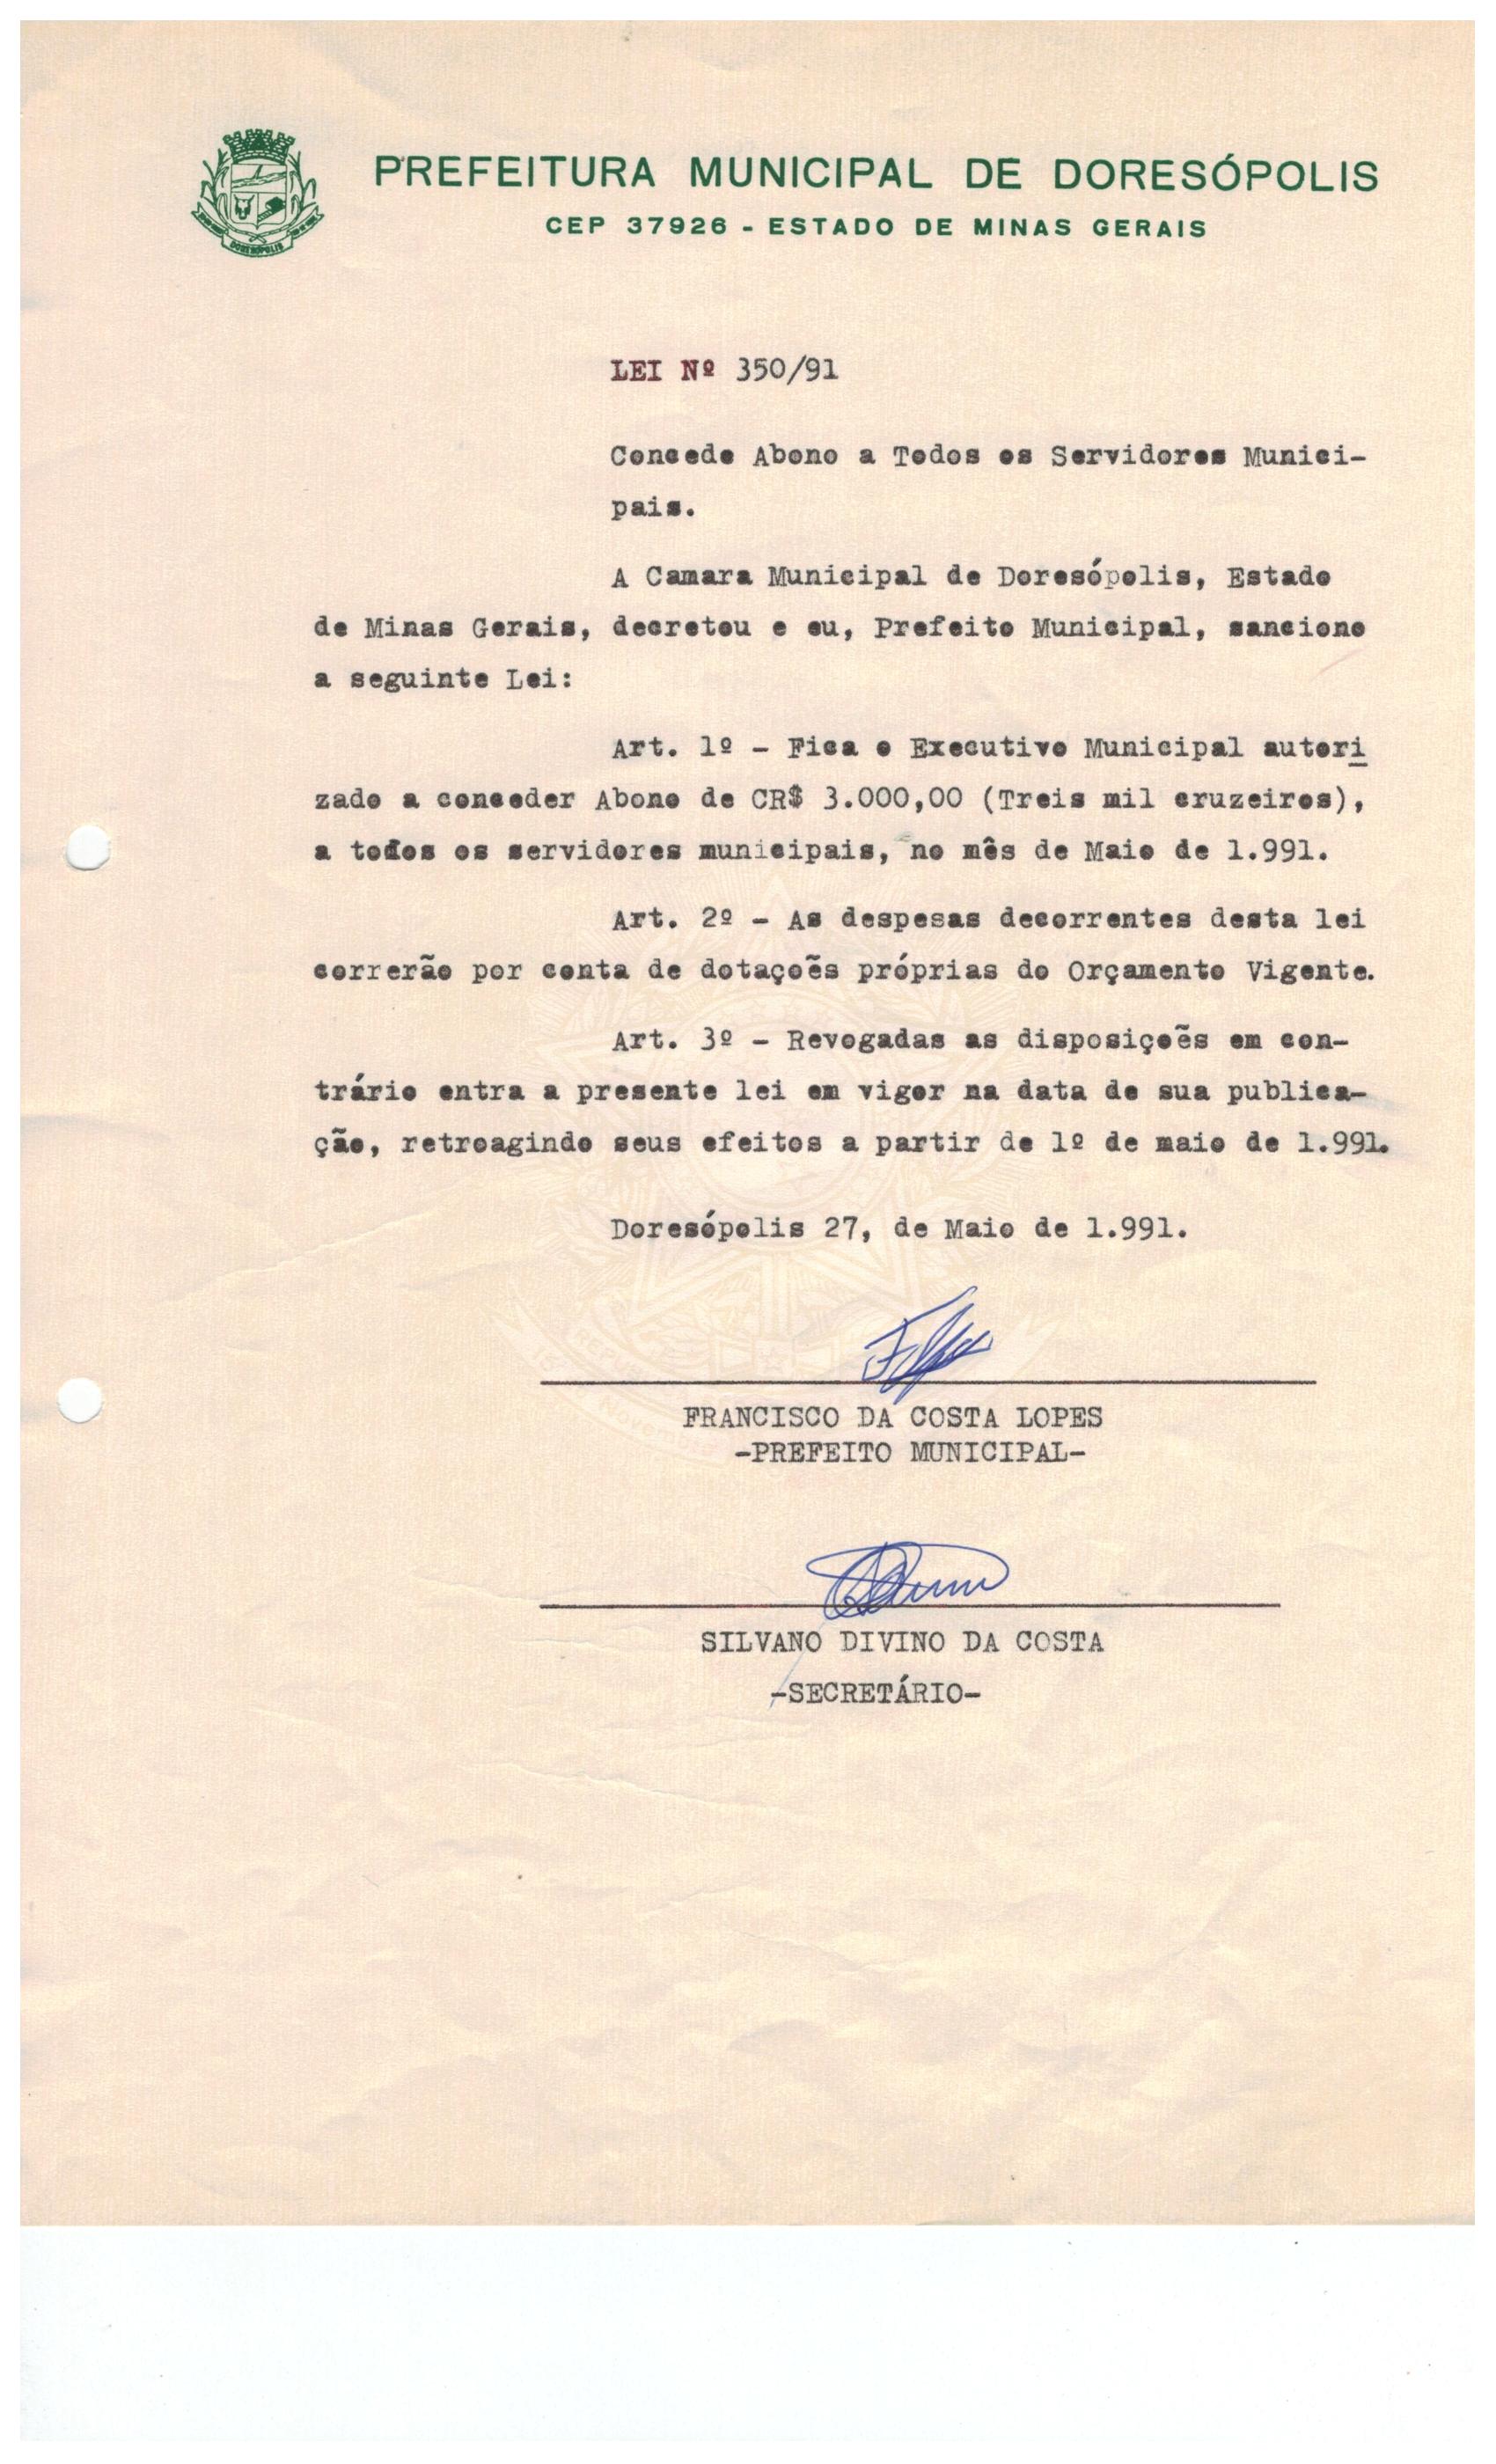 PREFEITURA MUNICIPAL DE DORESÓPOLIS
CEP 37926 - ESTADO DE MINAS GERAIS
DORESÓPOLIS
LEI Nº 350/91
Concede Abono a Todos os Servidores Munici-
pais.
A Camara Municipal de Doresópolis, Estado
de Minas Gerais, decretou e eu, Prefeito Municipal, sanciono
a seguinte Lei:
Art. 1º - Fica o Executivo Municipal autori
zado a conceder Abono de CR$ 3.000,00 (Treis mil cruzeiros),
a todos os servidores municipais, no mês de Maio de 1.991.
Art. 2º - As despesas decorrentes desta lei
correrão por conta de dotaçoẽs próprias do Orçamento Vigente.
Art. 3º - Revogadas as disposiçoẽs em con-
trário entra a presente lei em vigor na data de sua publica-
ção, retroagindo seus efeitos a partir de 1º de maio de 1.991.
Doresópolis 27, de Maio de 1.991.
FRANCISCO DA COSTA LOPES
-PREFEITO MUNICIPAL-
SILVANO DIVINO DA COSTA
-SECRETÁRIO-